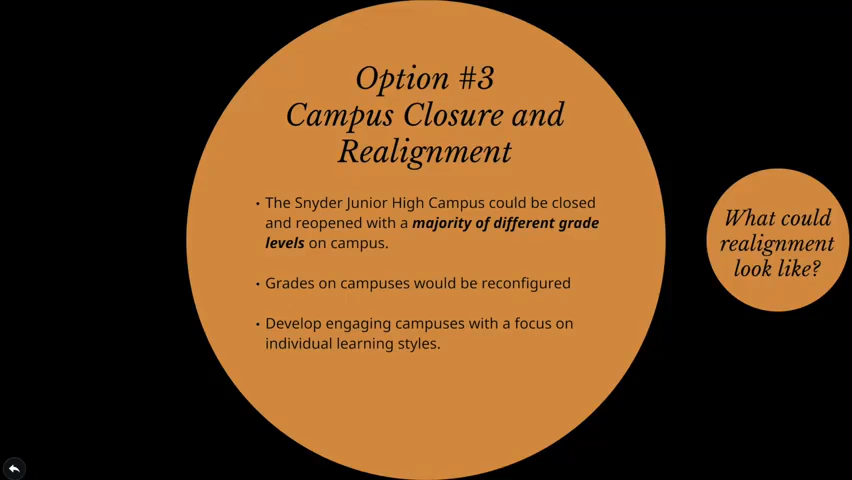 Option #3
Campus Closure and
Realignment
• The Snyder Junior High Campus could be closed
and reopened with a majority of different grade
levels on campus.
• Grades on campuses would be reconfigured
• Develop engaging campuses with a focus on
individual learning styles.
What could
realignment
look like?